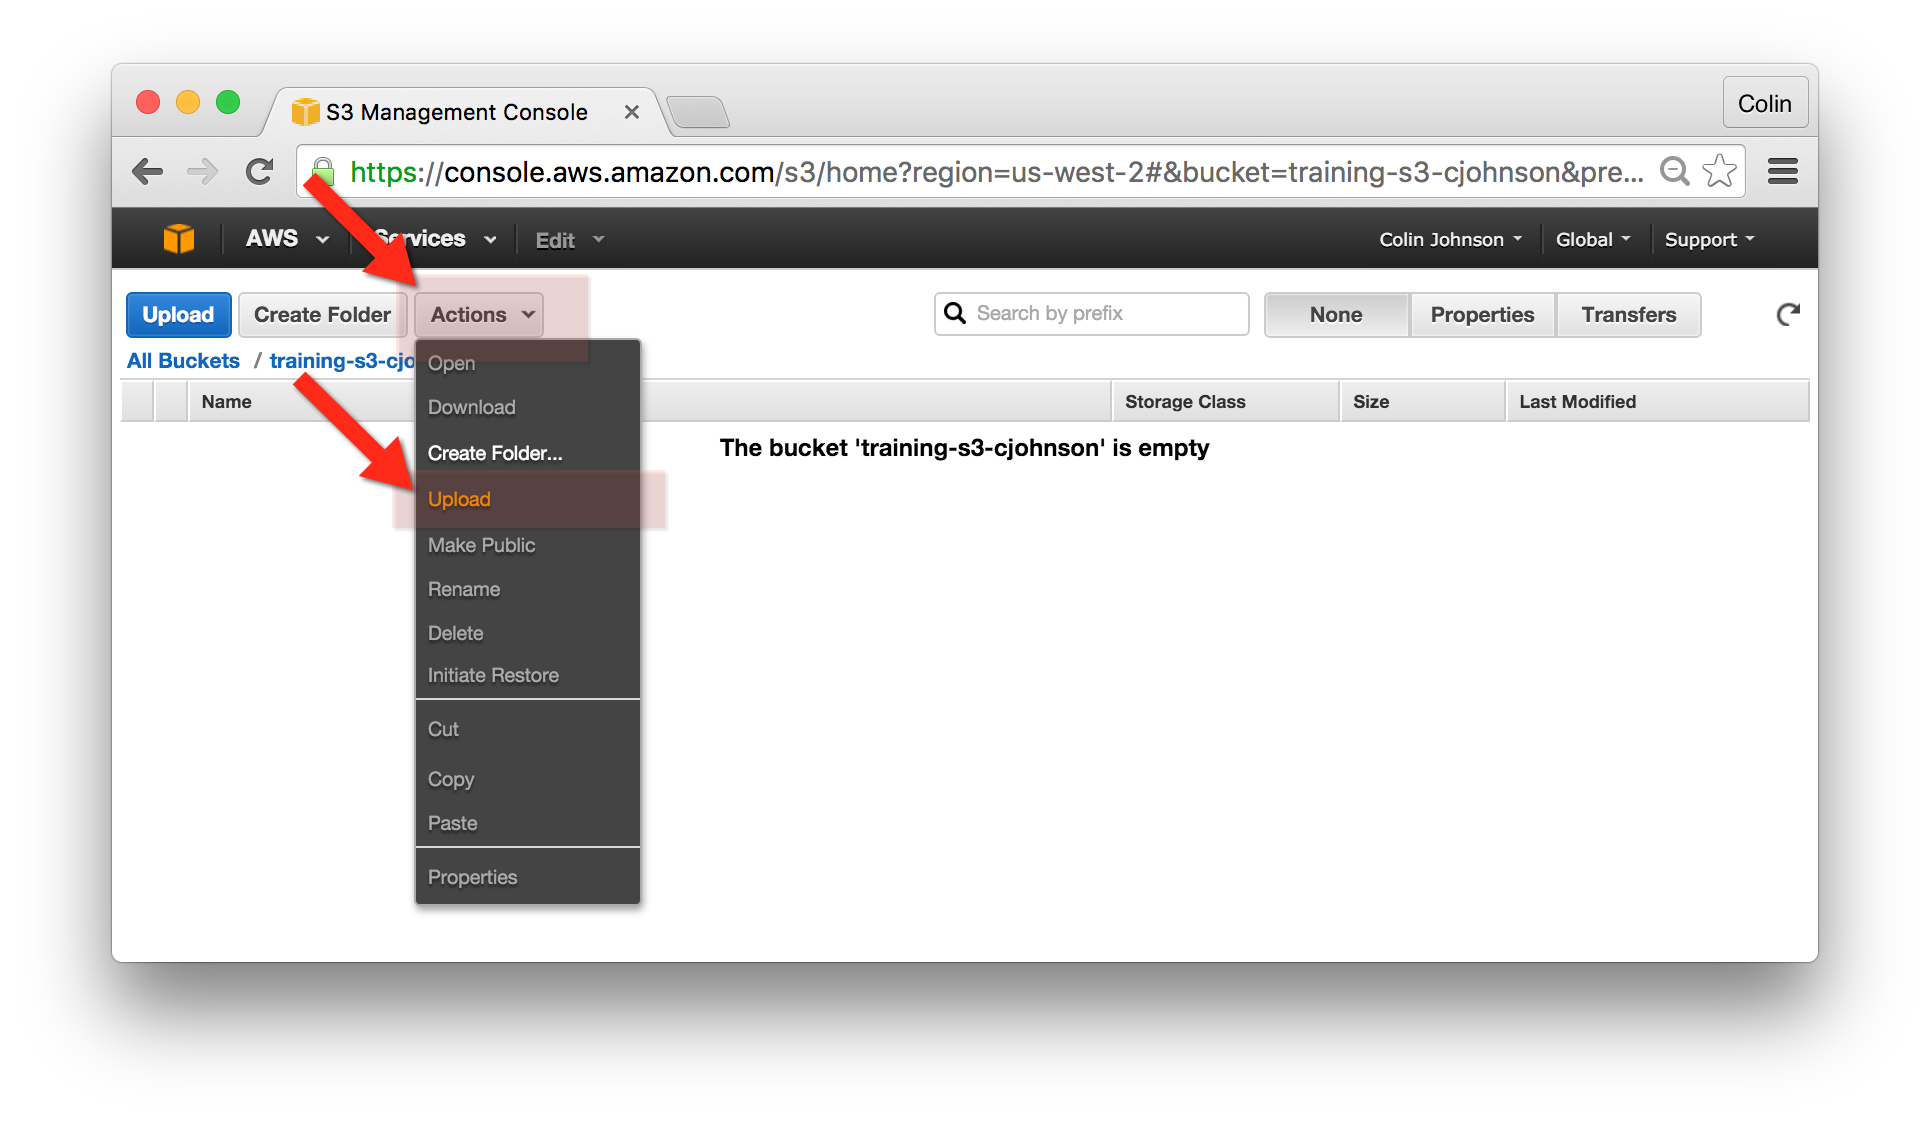 S3 Management Console
Colin
https://console.aws.amazon.com/s3/home?region=us-west-2#&bucket=training-s3-cjohnson&pre...
AWS Services Edit Colin Johnson Global Support
Upload Create Folder Actions Search by prefix None Properties Transfers
All Buckets / training-s3-cjo
Name Storage Class Size Last Modified
The bucket 'training-s3-cjohnson' is empty
Open
Download
Create Folder...
Upload
Make Public
Rename
Delete
Initiate Restore
Cut
Copy
Paste
Properties